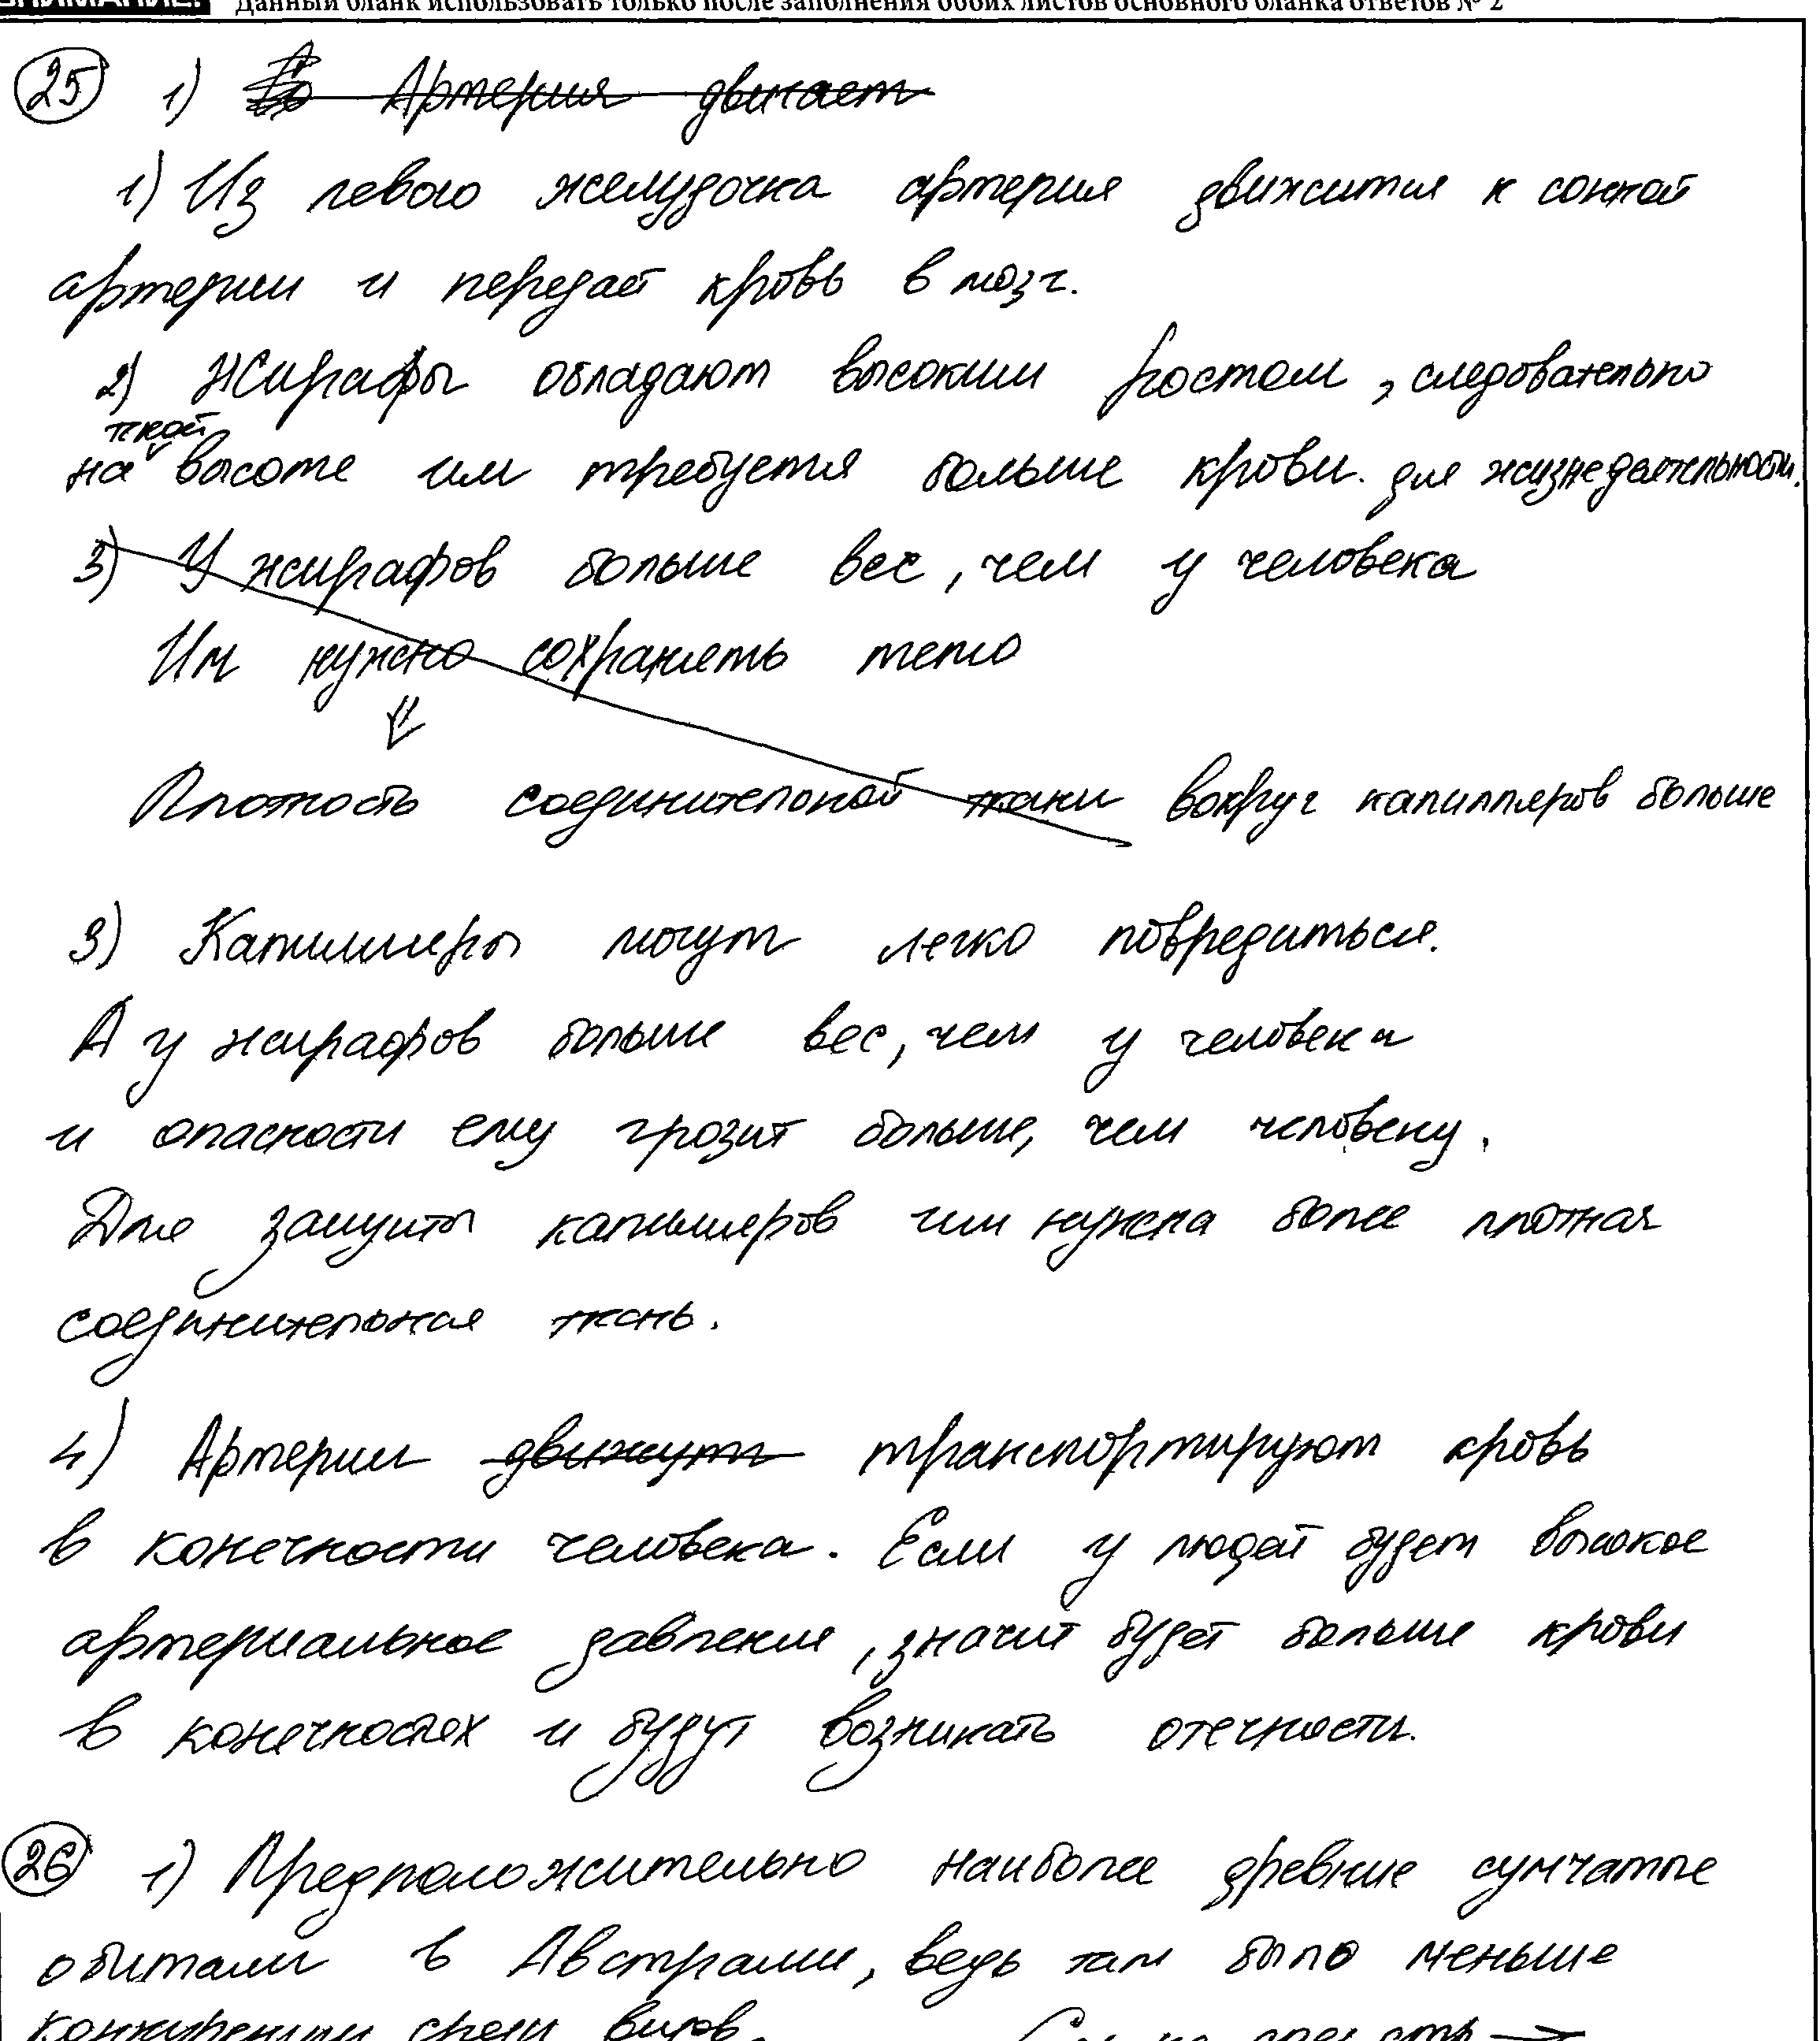 ВНИМАНИЕ! Данный бланк использовать только после заполнения обоих листов основного бланка ответов № 2
25 1) Артерия двигает
1) Из левого желудочка артерия движится к сонной
артерии и передаёт кровь в мозг.
2) Жирафы обладают высоким ростом, следовательно
такой
на высоте им требуется больше крови. для жизнедеятельности.
3) У жирафов больше вес, чем у человека
Им нужно сохранять тело
⇓
Плотность соединительной ткани вокруг капилляров больше
3) Капилляры могут легко повредиться.
А у жирафов больше вес, чем у человека
и опасности ему грозит больше, чем человеку.
Для защиты капилляров им нужна более плотная
соединительная ткань.
4) Артерии движут транспортируют кровь
в конечности человека. Если у людей будет высокое
артериальное давление, значит будет больше крови
в конечностях и будут возникать отечности.
26 1) Предположительно наиболее древние сумчатые
обитали в Австралии, ведь там было меньше
конкуренции среди видов.